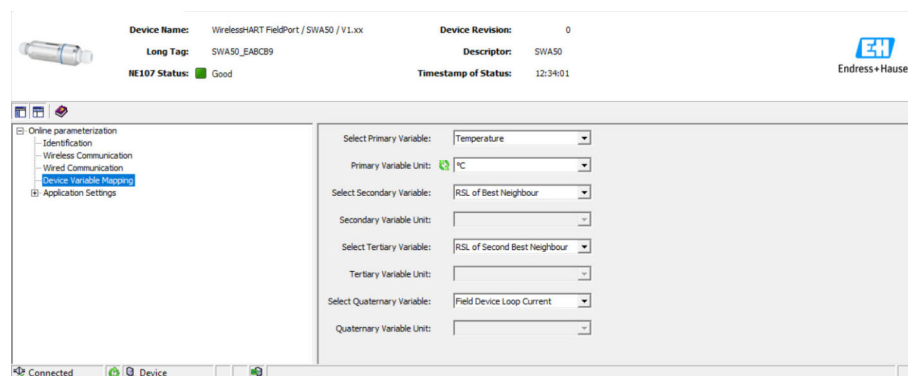 Device Name: WirelessHART FieldPort / SWA50 / V1.xx Device Revision: 0
Long Tag: SWA50_EABCB9 Descriptor: SWA50
NE107 Status: Good Timestamp of Status: 12:34:01
EH
Endress+Hause
Online parameterization
Identification
Wireless Communication
Wired Communication
Device Variable Mapping
Application Settings
Select Primary Variable: Temperature
Primary Variable Unit: °C
Select Secondary Variable: RSL of Best Neighbour
Secondary Variable Unit:
Select Tertiary Variable: RSL of Second Best Neighbour
Tertiary Variable Unit:
Select Quaternary Variable: Field Device Loop Current
Quaternary Variable Unit:
Connected Device